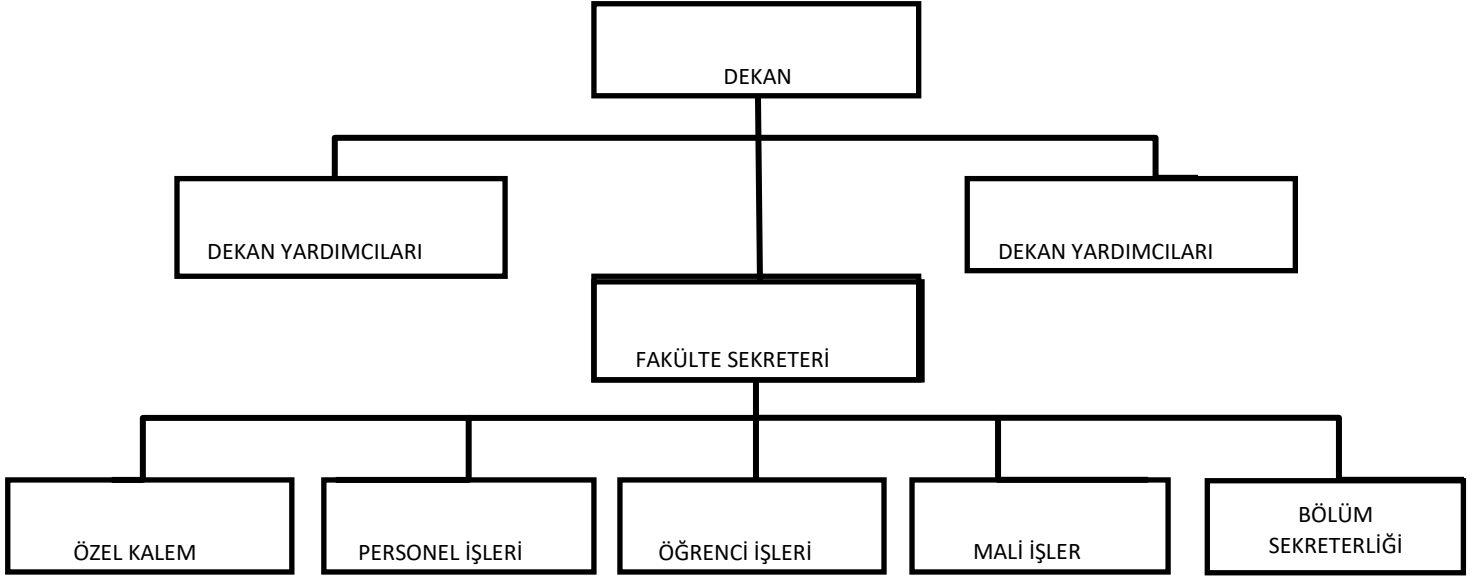 DEKAN
DEKAN YARDIMCILARI
DEKAN YARDIMCILARI
FAKÜLTE SEKRETERİ
ÖZEL KALEM
PERSONEL İŞLERİ
ÖĞRENCİ İŞLERİ
MALİ İŞLER
BÖLÜM
SEKRETERLİĞİ